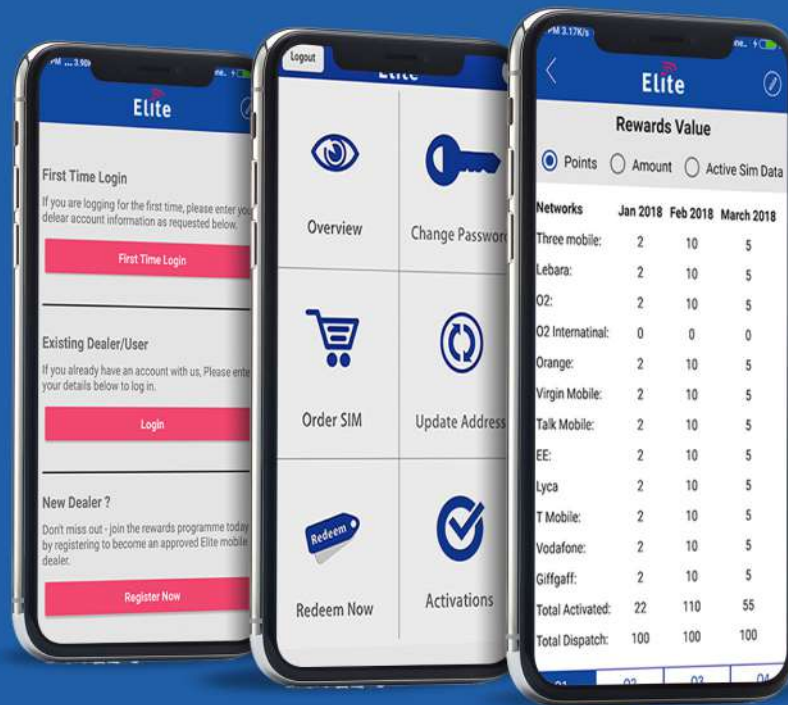 Elite
First Time Login
If you are logging for the first time, please enter
delear account information as requested below.
First Time Login
Existing Dealer/User
If you already have an account with us, Please
your details below to log in.
Login
New Dealer ?
Don't miss out - join the rewards programme today
by registering to become an approved Elite mobile
dealer.
Register Now
Logout
Elite
Overview
Change Password
Order SIM
Update Address
Redeem
Redeem Now
Activations
PM 3.17K/s
Elite
Rewards Value
Points Amount Active Sim Data
Networks Jan 2018 Feb 2018 March 2018
Three mobile: 2 10 5
Lebara: 2 10 5
O2: 2 10 5
O2 Internatinal: 0 0 0
Orange: 2 10 5
Virgin Mobile: 2 10 5
Talk Mobile: 2 10 5
EE: 2 10 5
Lyca 2 10 5
T Mobile: 2 10 5
Vodafone: 2 10 5
Giffgaff: 2 10 5
Total Activated: 22 110 55
Total Dispatch: 100 100 100
Q1 Q2 Q3 Q4